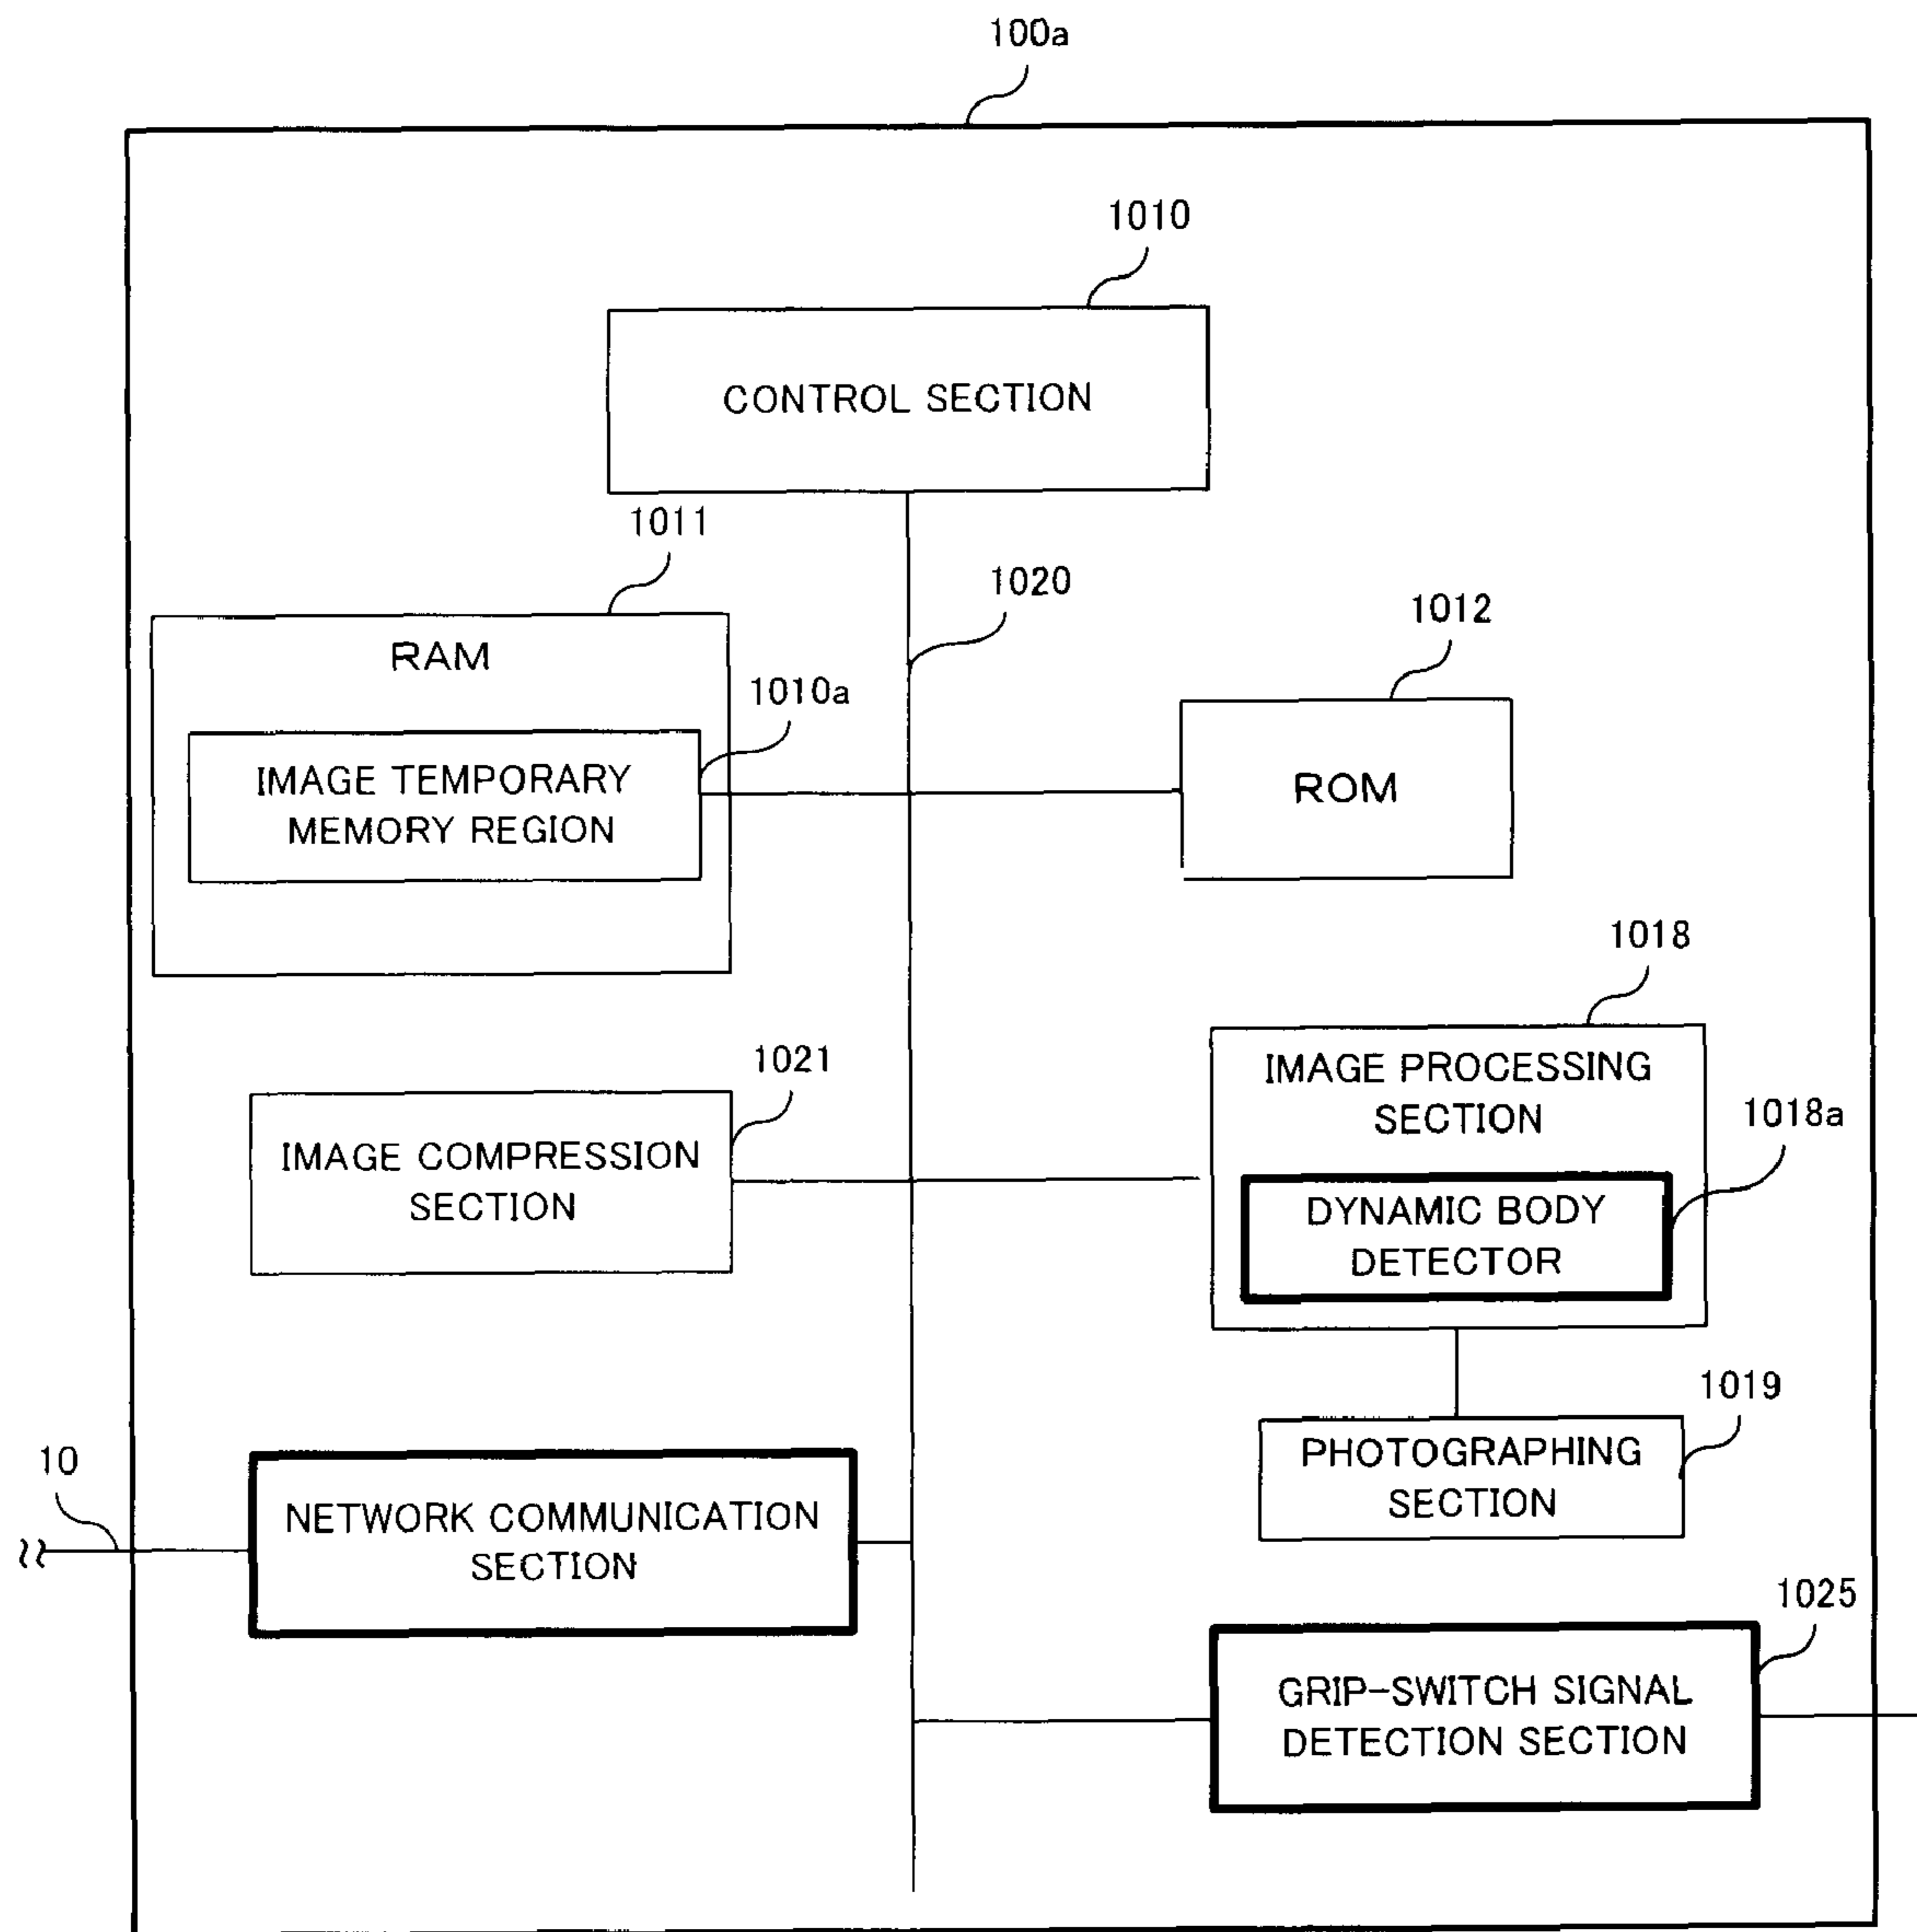 100a
1010
CONTROL SECTION
1011
1020
1012
RAM
1010a
IMAGE TEMPORARY
MEMORY REGION
ROM
1018
1021
IMAGE PROCESSING
SECTION
1018a
IMAGE COMPRESSION
SECTION
DYNAMIC BODY
DETECTOR
1019
PHOTOGRAPHING
SECTION
10
NETWORK COMMUNICATION
SECTION
1025
GRIP-SWITCH SIGNAL
DETECTION SECTION